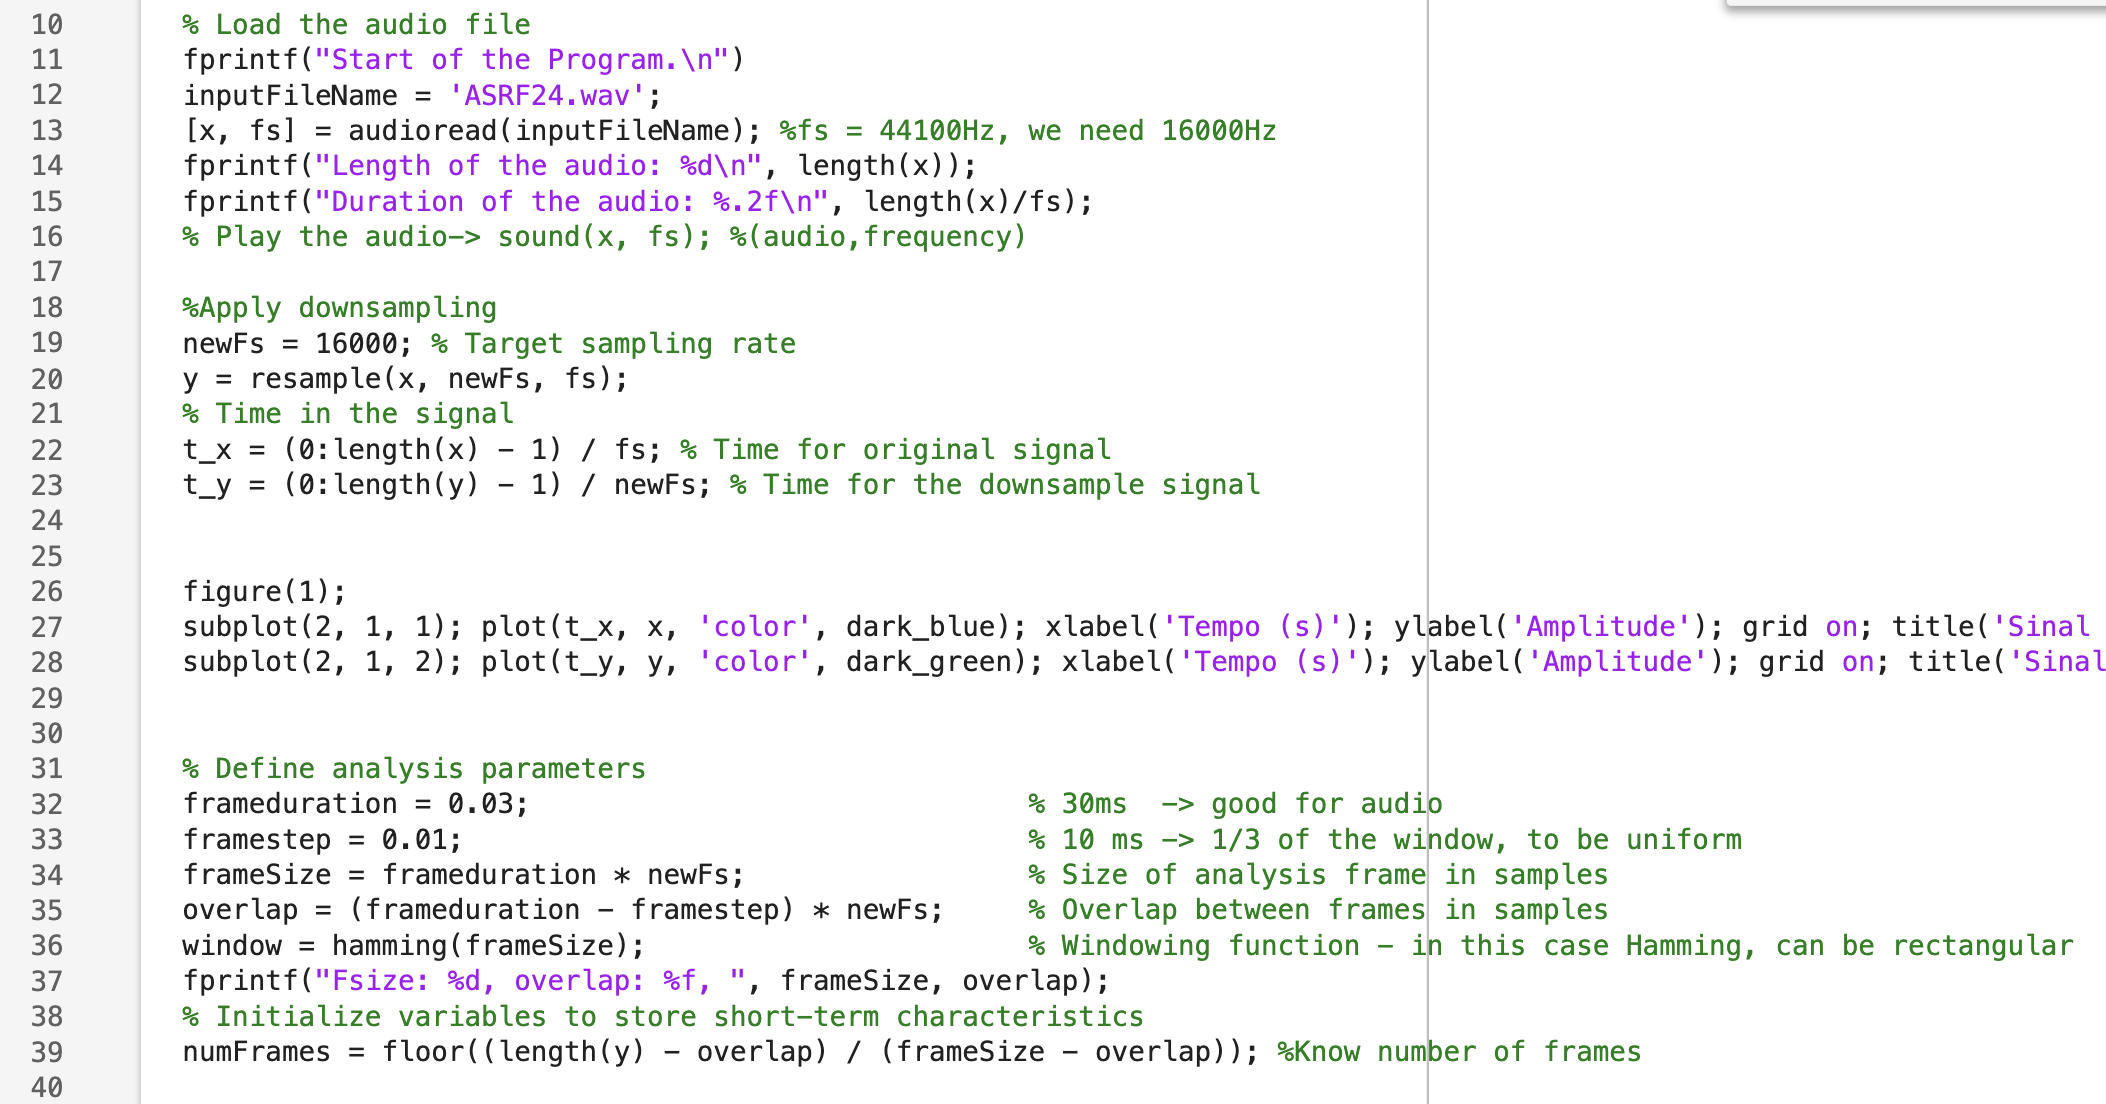 10 % Load the audio file
11 fprintf("Start of the Program.\n")
12 inputFileName = 'ASRF24.wav';
13 [x, fs] = audioread(inputFileName); %fs = 44100Hz, we need 16000Hz
14 fprintf("Length of the audio: %d\n", length(x));
15 fprintf("Duration of the audio: %.2f\n", length(x)/fs);
16 % Play the audio-> sound(x, fs); %(audio,frequency)
17
18 %Apply downsampling
19 newFs = 16000; % Target sampling rate
20 y = resample(x, newFs, fs);
21 % Time in the signal
22 t_x = (0:length(x) - 1) / fs; % Time for original signal
23 t_y = (0:length(y) - 1) / newFs; % Time for the downsample signal
24
25
26 figure(1);
27 subplot(2, 1, 1); plot(t_x, x, 'color', dark_blue); xlabel('Tempo (s)'); ylabel('Amplitude'); grid on; title('Sinal
28 subplot(2, 1, 2); plot(t_y, y, 'color', dark_green); xlabel('Tempo (s)'); ylabel('Amplitude'); grid on; title('Sinal
29
30
31 % Define analysis parameters
32 frameduration = 0.03; % 30ms  -> good for audio
33 framestep = 0.01; % 10 ms -> 1/3 of the window, to be uniform
34 frameSize = frameduration * newFs; % Size of analysis frame in samples
35 overlap = (frameduration - framestep) * newFs; % Overlap between frames in samples
36 window = hamming(frameSize); % Windowing function - in this case Hamming, can be rectangular
37 fprintf("Fsize: %d, overlap: %f, ", frameSize, overlap);
38 % Initialize variables to store short-term characteristics
39 numFrames = floor((length(y) - overlap) / (frameSize - overlap)); %Know number of frames
40